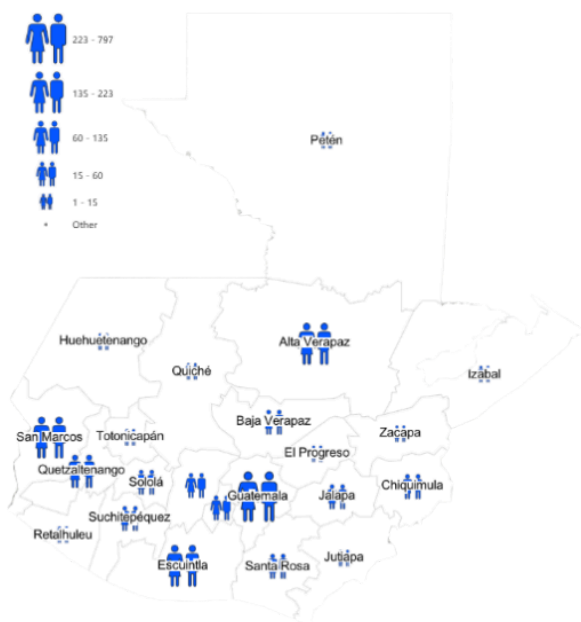 223 - 797
135 - 223
60 - 135
15 - 60
1 - 15
Other
Petén
Huehuetenango
Alta Verapaz
Quiché
Izabal
Baja Verapaz
San Marcos
Totonicapán
Zacapa
El Progreso
Quetzaltenango
Sololá
Chiquimula
Guatemala
Jalapa
Suchitepéquez
Retalhuleu
Escuintla
Santa Rosa
Jutiapa